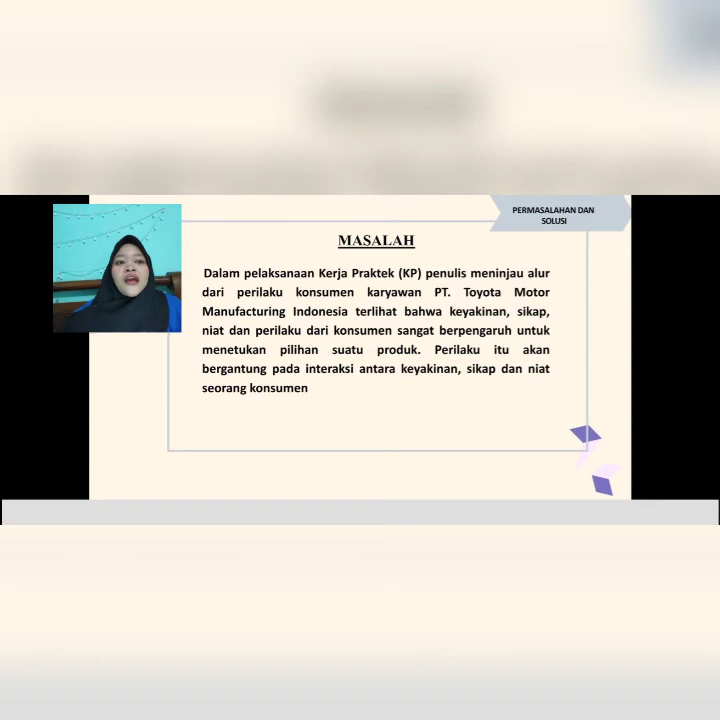 PERMASALAHAN DAN
SOLUSI
MASALAH
Dalam pelaksanaan Kerja Praktek (KP) penulis meninjau alur
dari perilaku konsumen karyawan PT. Toyota Motor
Manufacturing Indonesia terlihat bahwa keyakinan, sikap,
niat dan perilaku dari konsumen sangat berpengaruh untuk
menetukan pilihan suatu produk. Perilaku itu akan
bergantung pada interaksi antara keyakinan, sikap dan niat
seorang konsumen